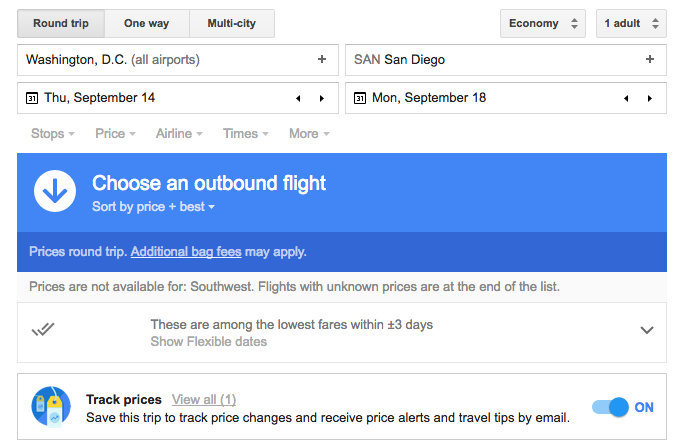 Round trip One way Multi-city Economy 1 adult
Washington, D.C. (all airports) + SAN San Diego +
31 Thu, September 14 31 Mon, September 18
Stops Price Airline Times More
Choose an outbound flight
Sort by price + best
Prices round trip. Additional bag fees may apply.
Prices are not available for: Southwest. Flights with unknown prices are at the end of the list.
These are among the lowest fares within ±3 days
Show Flexible dates
Track prices View all (1)
Save this trip to track price changes and receive price alerts and travel tips by email. ON